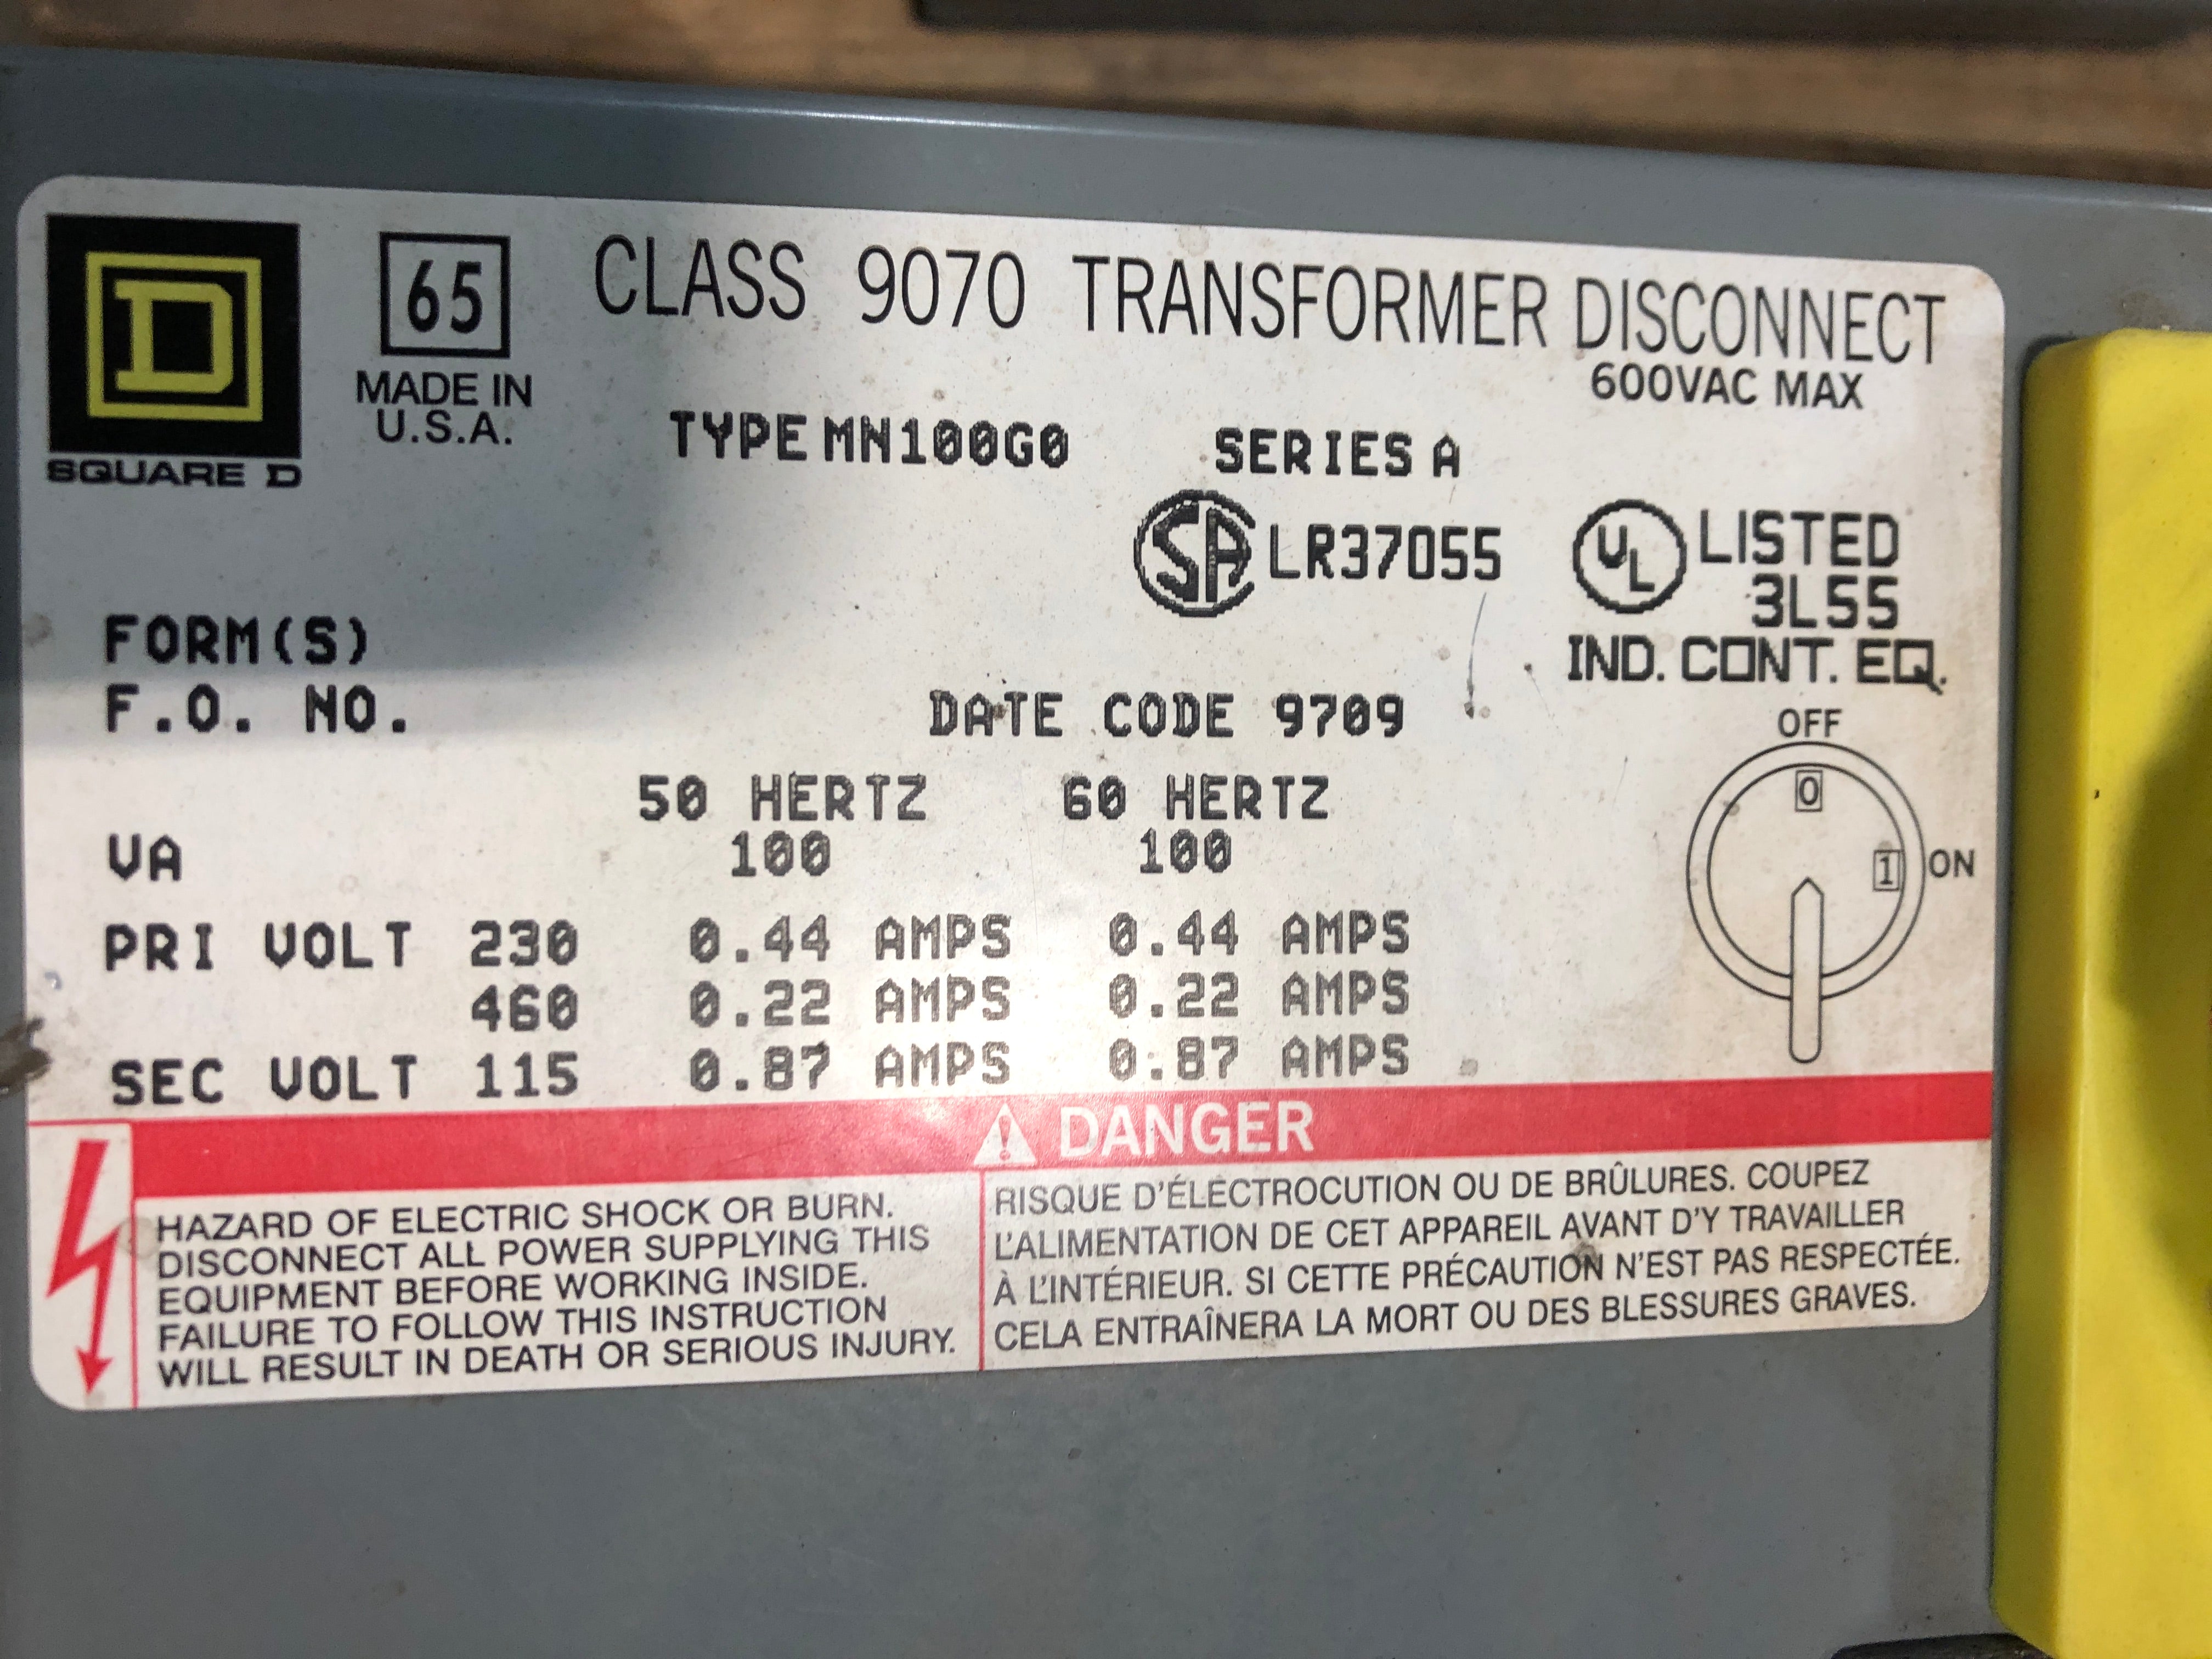 D
SQUARE D
65
MADE IN
U.S.A.
CLASS 9070 TRANSFORMER DISCONNECT
600VAC MAX
TYPE MN100G0 SERIES A
SA LR37055
UL LISTED
3L55
IND. CONT. EQ.
FORM(S)
F.O. NO.
DATE CODE 9709
OFF
0
1 ON
50 HERTZ 60 HERTZ
VA 100 100
PRI VOLT 230 0.44 AMPS 0.44 AMPS
460 0.22 AMPS 0.22 AMPS
SEC VOLT 115 0.87 AMPS 0.87 AMPS
DANGER
HAZARD OF ELECTRIC SHOCK OR BURN.
DISCONNECT ALL POWER SUPPLYING THIS
EQUIPMENT BEFORE WORKING INSIDE.
FAILURE TO FOLLOW THIS INSTRUCTION
WILL RESULT IN DEATH OR SERIOUS INJURY.
RISQUE D'ÉLECTROCUTION OU DE BRÛLURES. COUPEZ
L'ALIMENTATION DE CET APPAREIL AVANT D'Y TRAVAILLER
À L'INTÉRIEUR. SI CETTE PRÉCAUTION N'EST PAS RESPECTÉE.
CELA ENTRAÎNERA LA MORT OU DES BLESSURES GRAVES.